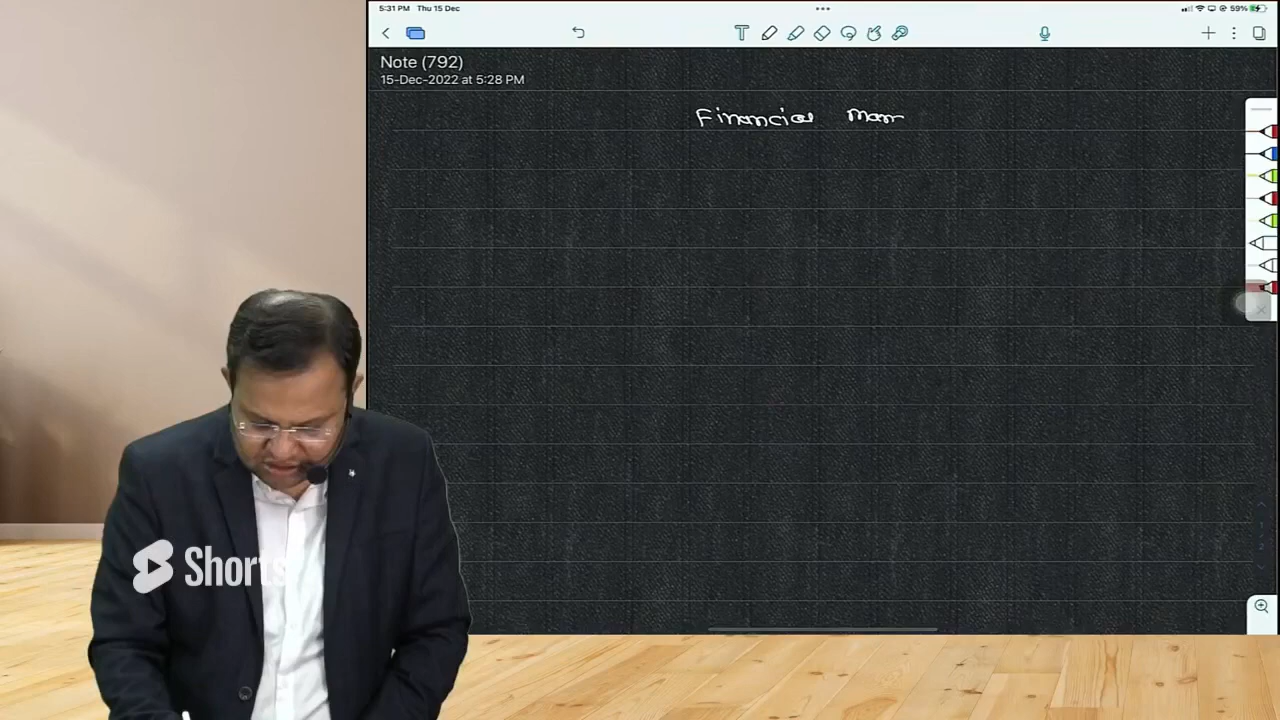 5:31 PM Thu 15 Dec
59%
Note (792)
15-Dec-2022 at 5:28 PM
Financial Man
Shorts